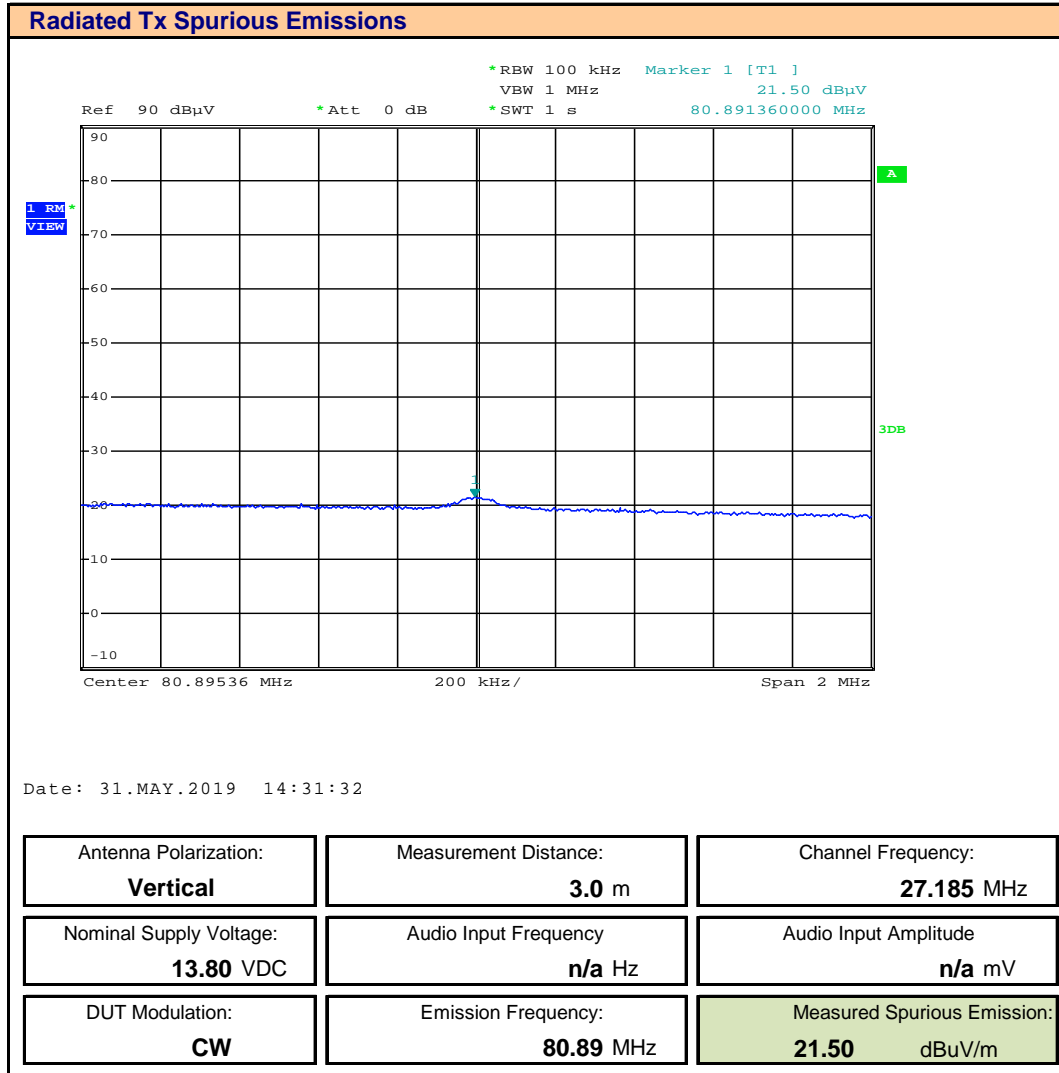 Radiated Tx Spurious Emissions
*RBW 100 kHz Marker 1 [T1 ]
VBW 1 MHz 21.50 dBµV
Ref 90 dBµV *Att 0 dB *SWT 1 s 80.891360000 MHz
90
80
A
1 RM *
VIEW
70
60
50
40
3DB
30
1
20
10
0
-10
Center 80.89536 MHz 200 kHz/ Span 2 MHz
Date: 31.MAY.2019 14:31:32
Antenna Polarization: Measurement Distance: Channel Frequency:
Vertical 3.0 m 27.185 MHz
Nominal Supply Voltage: Audio Input Frequency Audio Input Amplitude
13.80 VDC n/a Hz n/a mV
DUT Modulation: Emission Frequency: Measured Spurious Emission:
CW 80.89 MHz 21.50 dBuV/m